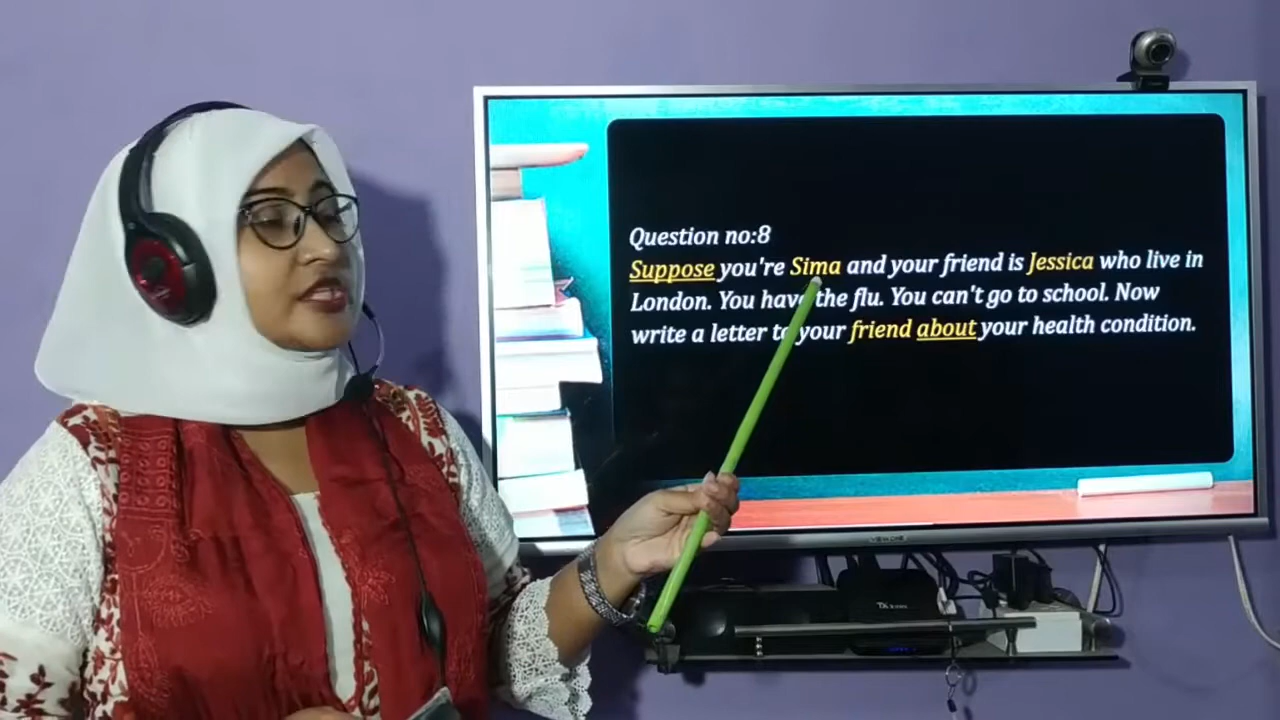 Question no:8
Suppose you're Sima and your friend is Jessica who live in
London. You have the flu. You can't go to school. Now
write a letter to your friend about your health condition.